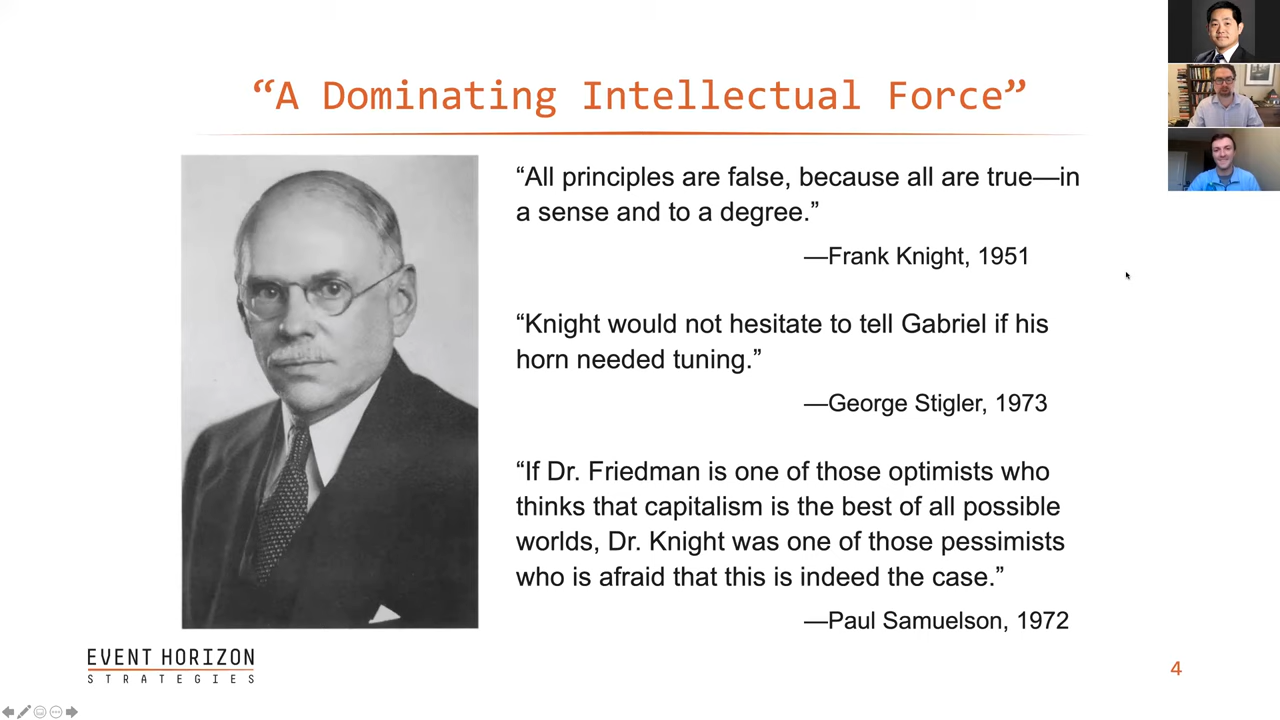 “A Dominating Intellectual Force”
“All principles are false, because all are true—in
a sense and to a degree.”
—Frank Knight, 1951
“Knight would not hesitate to tell Gabriel if his
horn needed tuning.”
—George Stigler, 1973
“If Dr. Friedman is one of those optimists who
thinks that capitalism is the best of all possible
worlds, Dr. Knight was one of those pessimists
who is afraid that this is indeed the case.”
—Paul Samuelson, 1972
EVENT HORIZON
STRATEGIES
4